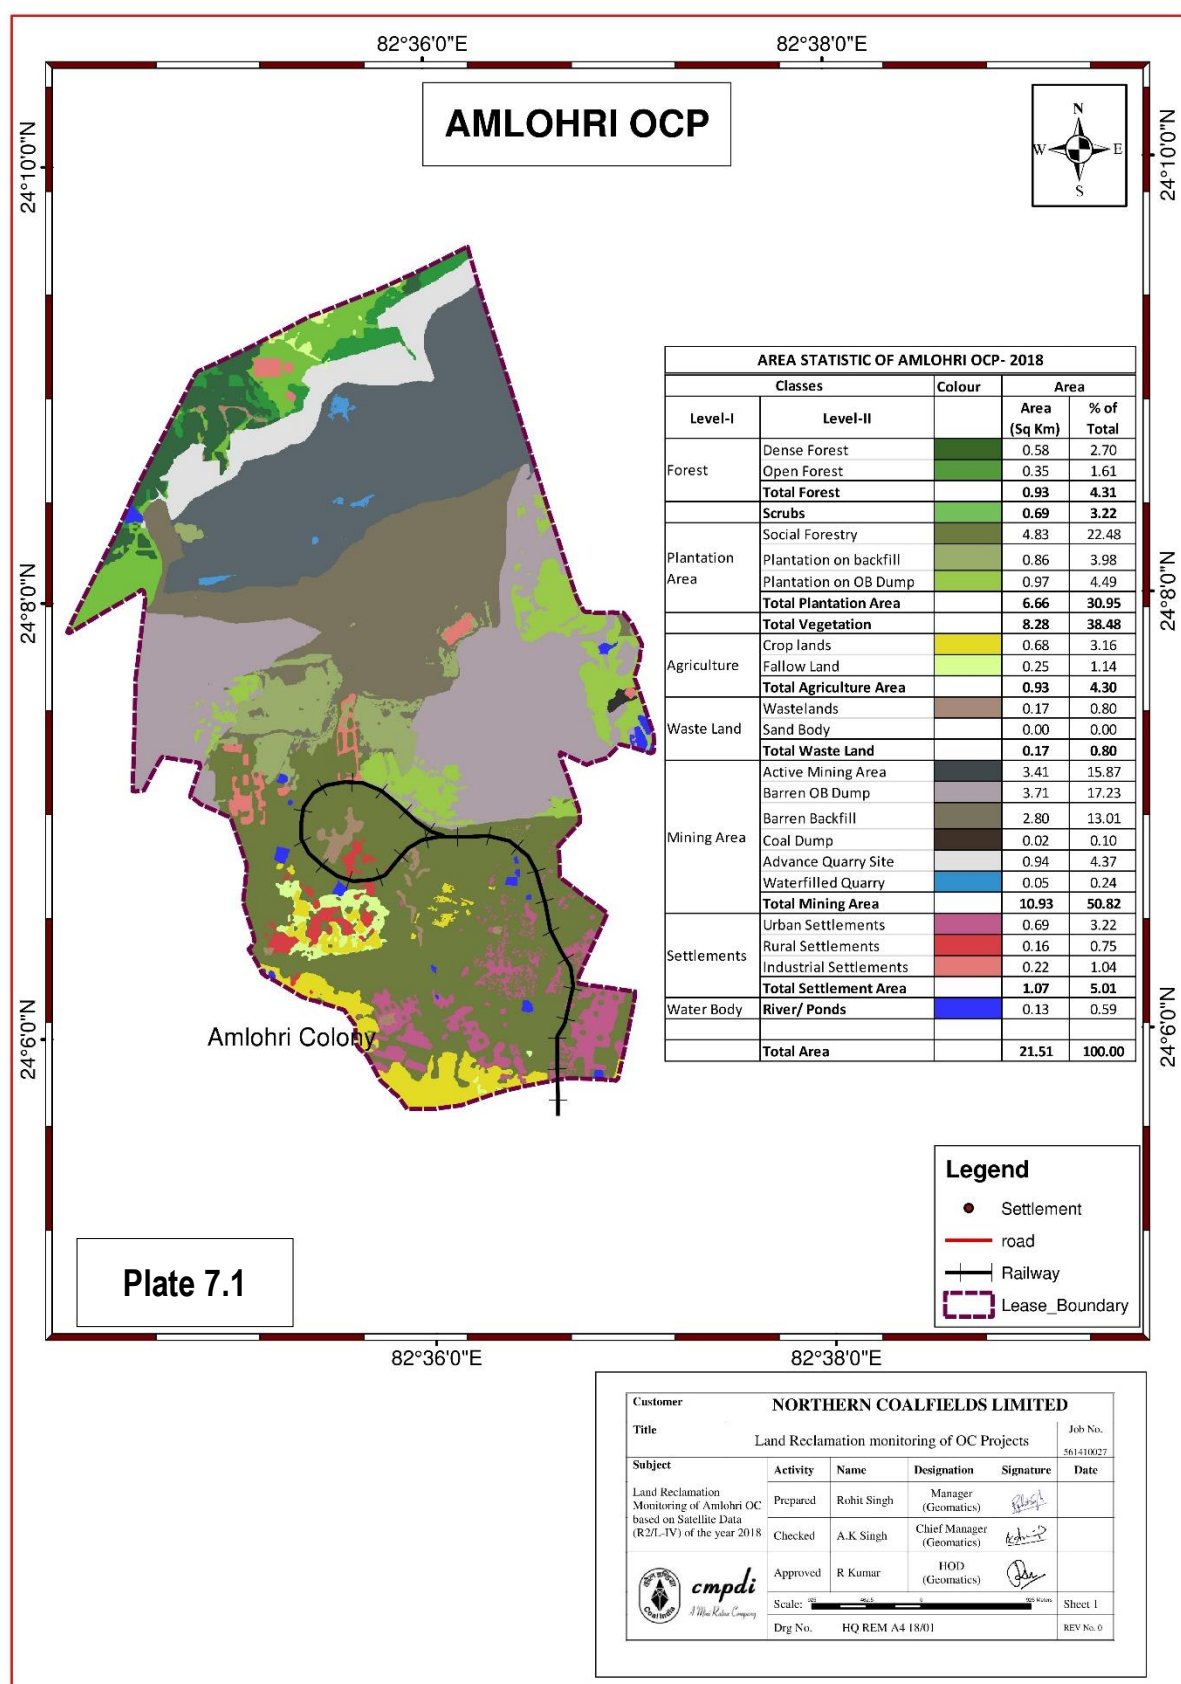 82°36'0"E 82°38'0"E
AMLOHRI OCP
N
W E
S
24°10'0"N 24°10'0"N
24°8'0"N 24°8'0"N
24°6'0"N 24°6'0"N
AREA STATISTIC OF AMLOHRI OCP- 2018
Classes Colour Area
Level-I Level-II Area (Sq Km) % of Total
Forest
Dense Forest 0.58 2.70
Open Forest 0.35 1.61
Total Forest 0.93 4.31
Scrubs 0.69 3.22
Plantation Area
Social Forestry 4.83 22.48
Plantation on backfill 0.86 3.98
Plantation on OB Dump 0.97 4.49
Total Plantation Area 6.66 30.95
Total Vegetation 8.28 38.48
Agriculture
Crop lands 0.68 3.16
Fallow Land 0.25 1.14
Total Agriculture Area 0.93 4.30
Waste Land
Wastelands 0.17 0.80
Sand Body 0.00 0.00
Total Waste Land 0.17 0.80
Mining Area
Active Mining Area 3.41 15.87
Barren OB Dump 3.71 17.23
Barren Backfill 2.80 13.01
Coal Dump 0.02 0.10
Advance Quarry Site 0.94 4.37
Waterfilled Quarry 0.05 0.24
Total Mining Area 10.93 50.82
Settlements
Urban Settlements 0.69 3.22
Rural Settlements 0.16 0.75
Industrial Settlements 0.22 1.04
Total Settlement Area 1.07 5.01
Water Body River/ Ponds 0.13 0.59
Total Area 21.51 100.00
Amlohri Colony
Legend
Settlement
road
Railway
Lease_Boundary
Plate 7.1
82°36'0"E 82°38'0"E
Customer NORTHERN COALFIELDS LIMITED
Title Land Reclamation monitoring of OC Projects Job No.
561410027
Subject Activity Name Designation Signature Date
Land Reclamation
Monitoring of Amlohri OC
based on Satellite Data
(R2/L-IV) of the year 2018
Prepared Rohit Singh Manager (Geomatics)
Checked A.K Singh Chief Manager (Geomatics)
Approved R Kumar HOD (Geomatics)
Coal India
cmpdi
A Mini Ratna Company
Scale: 925 462.5 0 925 Meters Sheet 1
Drg No. HQ REM A4 18/01 REV No. 0